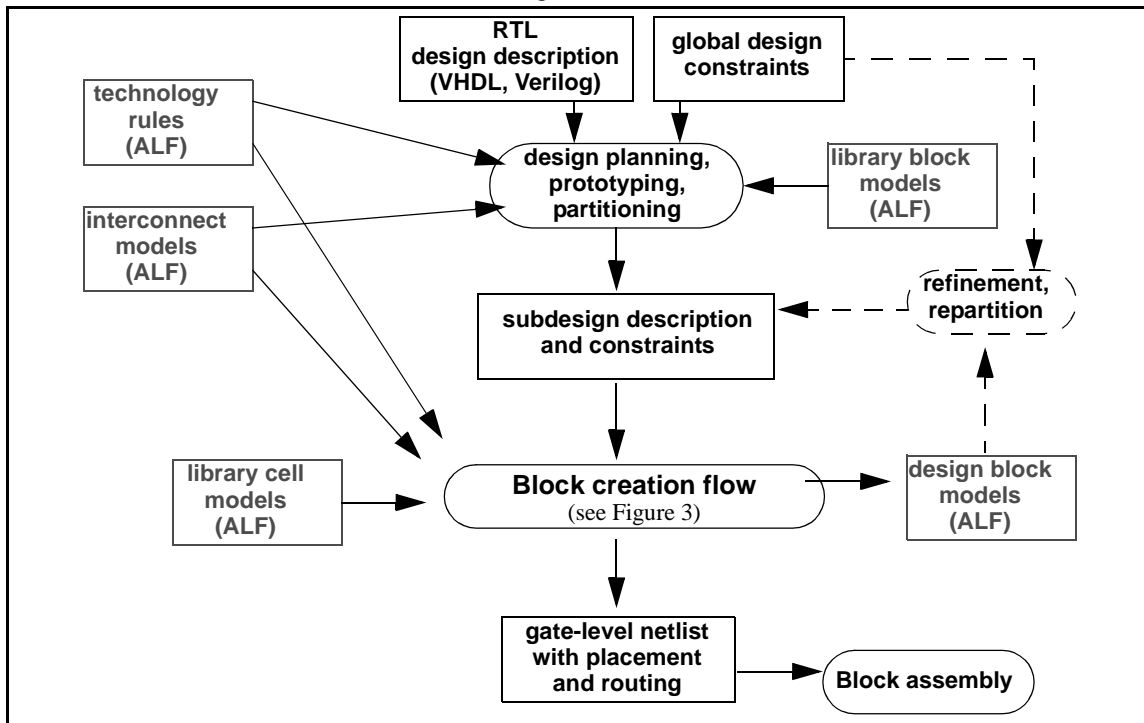 RTL
design description
(VHDL, Verilog)
global design
constraints
technology
rules
(ALF)
design planning,
prototyping,
partitioning
library block
models
(ALF)
interconnect
models
(ALF)
refinement,
repartition
subdesign description
and constraints
library cell
models
(ALF)
Block creation flow
(see Figure 3)
design block
models
(ALF)
gate-level netlist
with placement
and routing
Block assembly